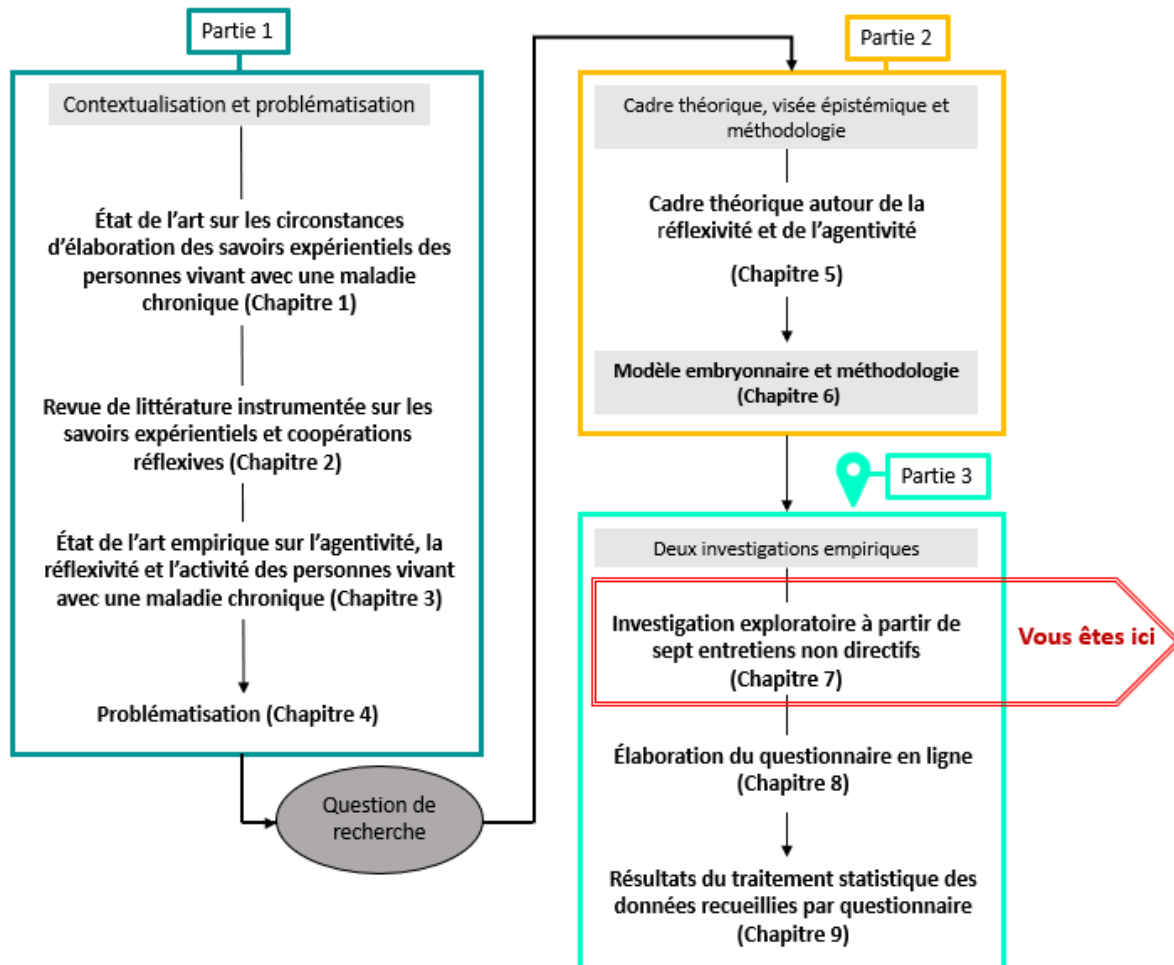 Partie 1
Contextualisation et problématisation
État de l’art sur les circonstances
d’élaboration des savoirs expérientiels des
personnes vivant avec une maladie
chronique (Chapitre 1)
Revue de littérature instrumentée sur les
savoirs expérientiels et coopérations
réflexives (Chapitre 2)
État de l’art empirique sur l’agentivité, la
réflexivité et l’activité des personnes vivant
avec une maladie chronique (Chapitre 3)
Problématisation (Chapitre 4)
Question de
recherche
Partie 2
Cadre théorique, visée épistémique et
méthodologie
Cadre théorique autour de la
réflexivité et de l’agentivité
(Chapitre 5)
Modèle embryonnaire et méthodologie
(Chapitre 6)
Partie 3
Deux investigations empiriques
Investigation exploratoire à partir de
sept entretiens non directifs
(Chapitre 7)
Vous êtes ici
Élaboration du questionnaire en ligne
(Chapitre 8)
Résultats du traitement statistique des
données recueillies par questionnaire
(Chapitre 9)